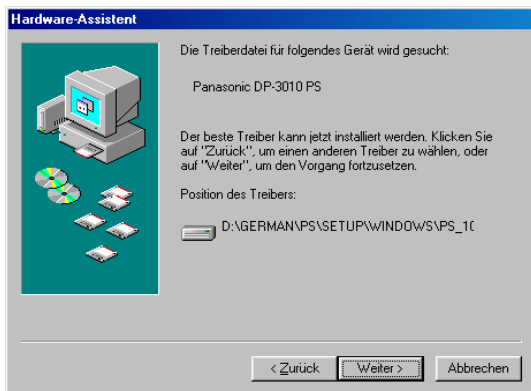 Hardware-Assistent
Die Treiberdatei für folgendes Gerät wird gesucht:
Panasonic DP-3010 PS
Der beste Treiber kann jetzt installiert werden. Klicken Sie
auf "Zurück", um einen anderen Treiber zu wählen, oder
auf "Weiter", um den Vorgang fortzusetzen.
Position des Treibers:
D:\GERMAN\PS\SETUP\WINDOWS\PS_10
< Zurück
Weiter >
Abbrechen